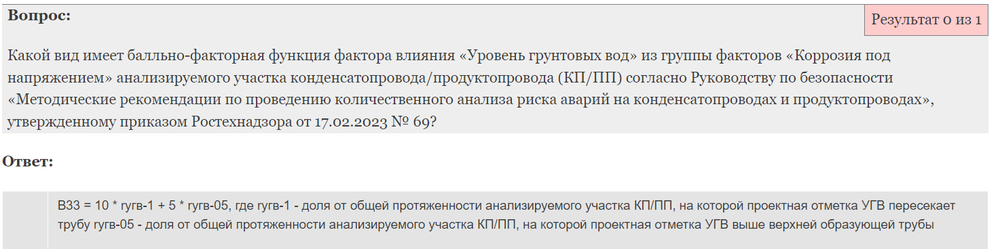 Вопрос:
Результат 0 из 1
Какой вид имеет балльно-факторная функция фактора влияния «Уровень грунтовых вод» из группы факторов «Коррозия под
напряжением» анализируемого участка конденсатопровода/продуктопровода (КП/ПП) согласно Руководству по безопасности
«Методические рекомендации по проведению количественного анализа риска аварий на конденсатопроводах и продуктопроводах»,
утвержденному приказом Ростехнадзора от 17.02.2023 № 69?
Ответ:
B33 = 10 * rугв-1 + 5 * rугв-05, где rугв-1 - доля от общей протяженности анализируемого участка КП/ПП, на которой проектная отметка УГВ пересекает
трубу rугв-05 - доля от общей протяженности анализируемого участка КП/ПП, на которой проектная отметка УГВ выше верхней образующей трубы